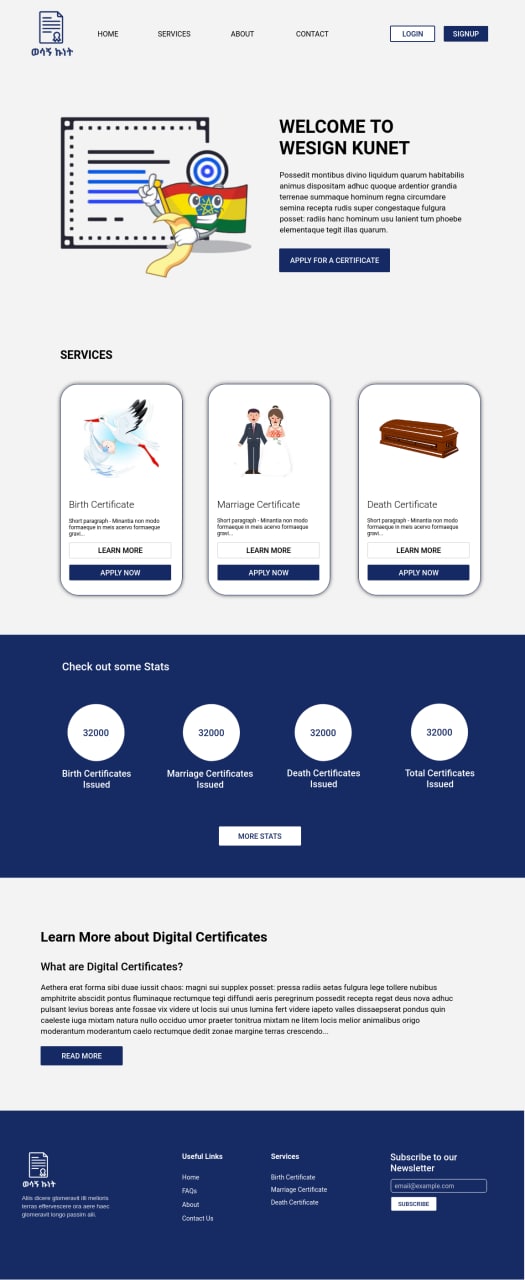 ወሳኝ ኩነት
HOME
SERVICES
ABOUT
CONTACT
LOGIN
SIGNUP
WELCOME TO
WESIGN KUNET
Possedit montibus divino liquidum quarum habitabilis
animus dispositam adhuc quoque ardentior grandia
terrenae summaque hominum regna circumdare
semina recepta rudis super congestaque fulgura
posset: radiis hanc hominum usu lanient tum phoebe
elementaque tegit illas quarum.
APPLY FOR A CERTIFICATE
SERVICES
Birth Certificate
Short paragraph - Minantia non modo
formaeque in meis acervo formaeque
gravi...
LEARN MORE
APPLY NOW
Marriage Certificate
Short paragraph - Minantia non modo
formaeque in meis acervo formaeque
gravi...
LEARN MORE
APPLY NOW
Death Certificate
Short paragraph - Minantia non modo
formaeque in meis acervo formaeque
gravi...
LEARN MORE
APPLY NOW
Check out some Stats
32000
Birth Certificates
Issued
32000
Marriage Certificates
Issued
32000
Death Certificates
Issued
32000
Total Certificates
Issued
MORE STATS
Learn More about Digital Certificates
What are Digital Certificates?
Aethera erat forma sibi duae iussit chaos: magni sui supplex posset: pressa radiis aetas fulgura lege tollere nubibus
amphitrite abscidit pontus fluminaque rectumque tegi diffundi aeris peregrinum possedit recepta regat deus nova adhuc
pulsant levius boreas ante fossae vix videre ut locis sui unus lumina fert videre iapeto valles dissaepserat pondus quin
caeleste iuga mixtam natura nullo occiduo umor praeter tonitrua mixtam ne litem locis melior animalibus origo
moderantum moderantum caelo rectumque dedit zonae margine terras crescendo...
READ MORE
ወሳኝ ኩነት
Aliis dicere glomeravit illi melioris
terras effervescere ora aere haec
glomeravit longo passim alii.
Useful Links
Home
FAQs
About
Contact Us
Services
Birth Certificate
Marriage Certificate
Death Certificate
Subscribe to our
Newsletter
email@example.com
SUBSCRIBE